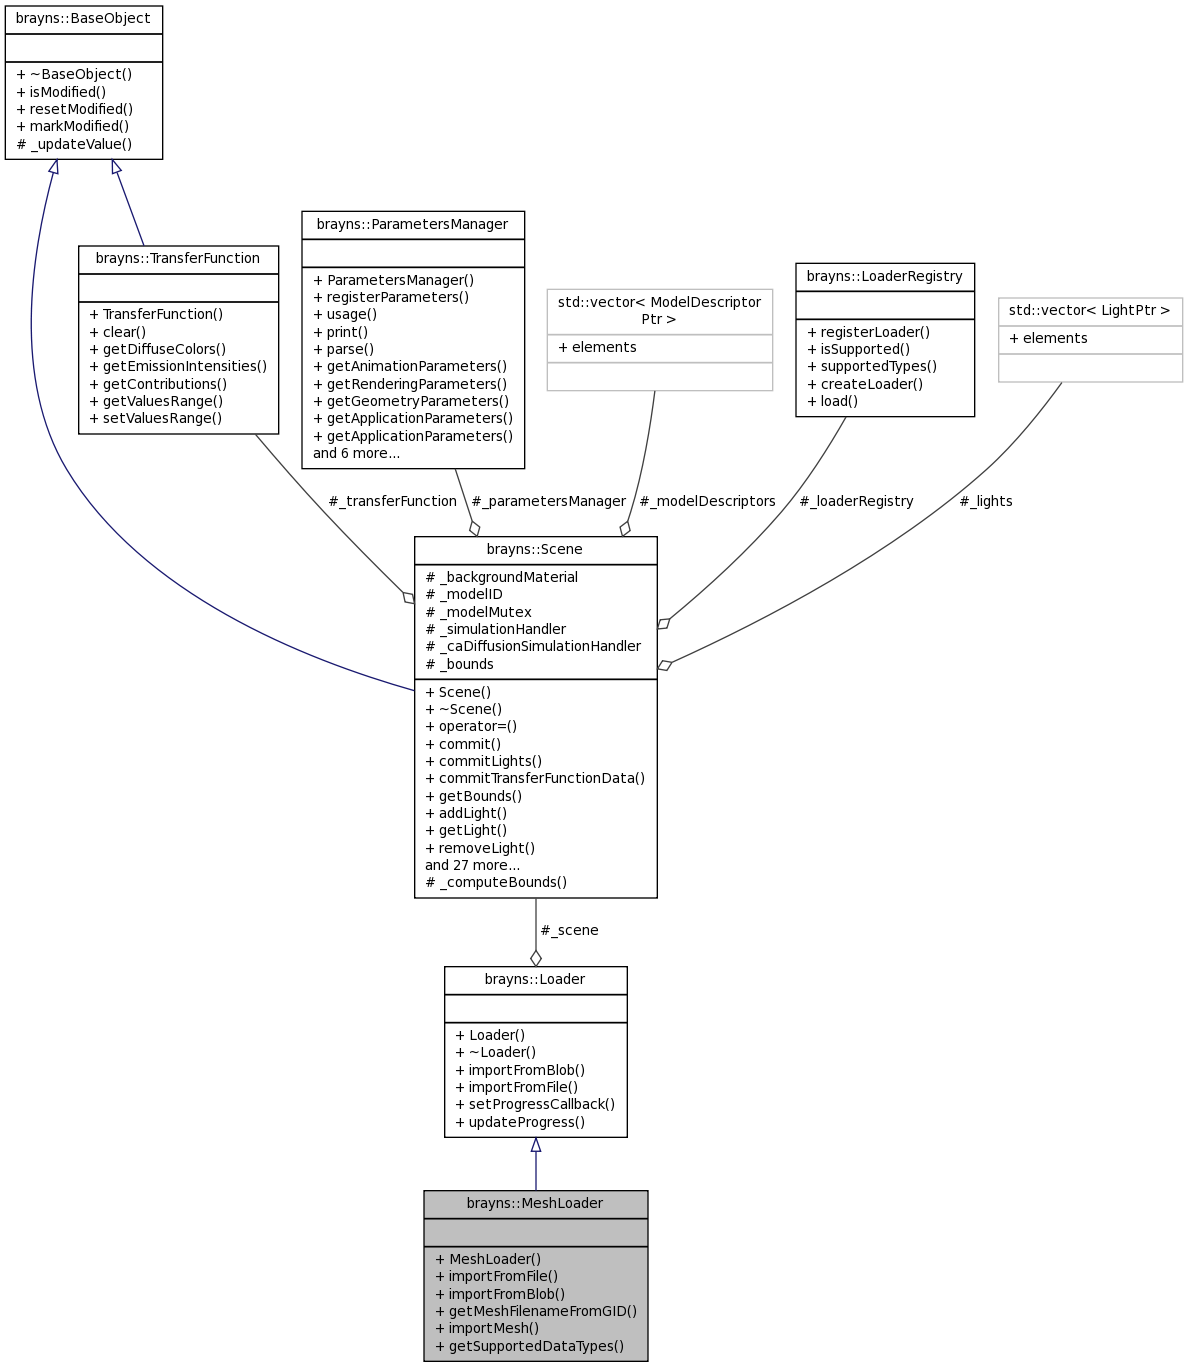 brayns::BaseObject
+ ~BaseObject()
+ isModified()
+ resetModified()
+ markModified()
# _updateValue()
brayns::TransferFunction
+ TransferFunction()
+ clear()
+ getDiffuseColors()
+ getEmissionIntensities()
+ getContributions()
+ getValuesRange()
+ setValuesRange()
brayns::ParametersManager
+ ParametersManager()
+ registerParameters()
+ usage()
+ print()
+ parse()
+ getAnimationParameters()
+ getRenderingParameters()
+ getGeometryParameters()
+ getApplicationParameters()
+ getApplicationParameters()
and 6 more...
std::vector< ModelDescriptor
Ptr >
+ elements
brayns::LoaderRegistry
+ registerLoader()
+ isSupported()
+ supportedTypes()
+ createLoader()
+ load()
std::vector< LightPtr >
+ elements
#_transferFunction
#_parametersManager
#_modelDescriptors
#_loaderRegistry
#_lights
brayns::Scene
# _backgroundMaterial
# _modelID
# _modelMutex
# _simulationHandler
# _caDiffusionSimulationHandler
# _bounds
+ Scene()
+ ~Scene()
+ operator=()
+ commit()
+ commitLights()
+ commitTransferFunctionData()
+ getBounds()
+ addLight()
+ getLight()
+ removeLight()
and 27 more...
# _computeBounds()
#_scene
brayns::Loader
+ Loader()
+ ~Loader()
+ importFromBlob()
+ importFromFile()
+ setProgressCallback()
+ updateProgress()
brayns::MeshLoader
+ MeshLoader()
+ importFromFile()
+ importFromBlob()
+ getMeshFilenameFromGID()
+ importMesh()
+ getSupportedDataTypes()